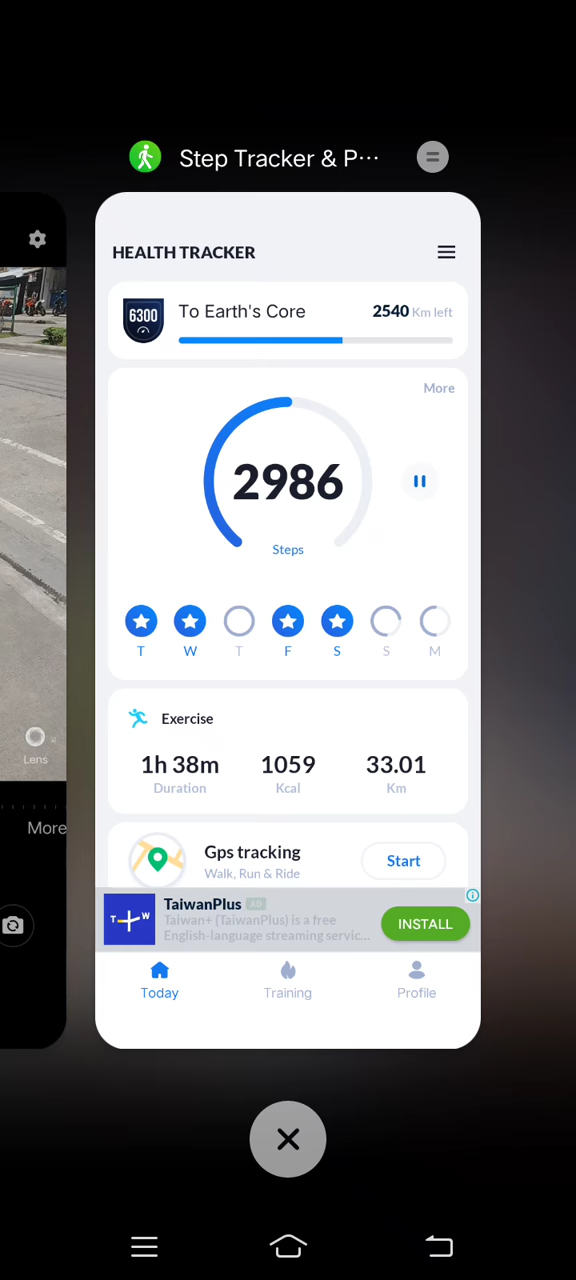 Step Tracker & P···
HEALTH TRACKER
6300
To Earth's Core
2540 Km left
More
2986
Steps
T W T F S S M
Exercise
1h 38m 1059 33.01
Duration Kcal Km
Lens
More
Gps tracking
Walk, Run & Ride
Start
TaiwanPlus AD
Taiwan+ (TaiwanPlus) is a free
English-language streaming servic...
INSTALL
T W
Today Training Profile